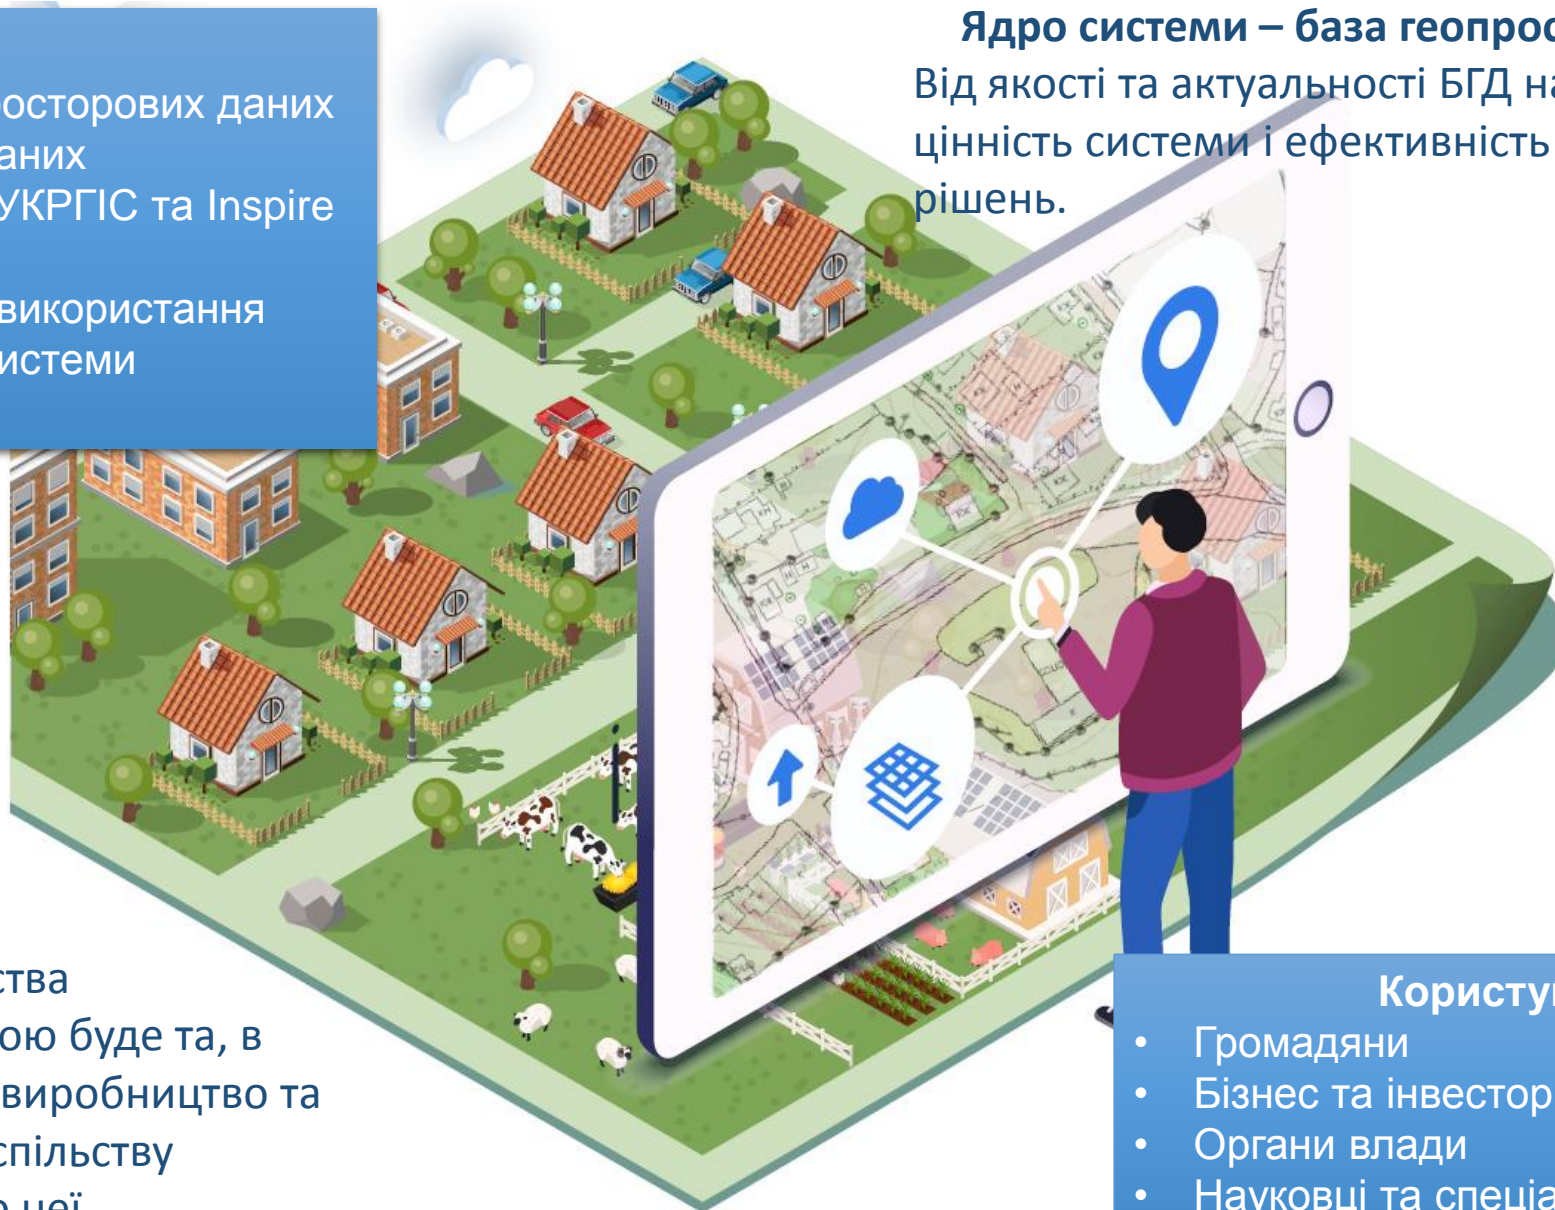 Ядро системи – база геопрос
Від якості та актуальності БГД на
цінність системи і ефективність
рішень.
осторових даних
аних
УКРГІС та Inspire
використання
истеми
ства
ою буде та, в
виробництво та
спільству
Користу
• Громадяни
• Бізнес та інвестор
• Органи влади
• Науковці та спеціа